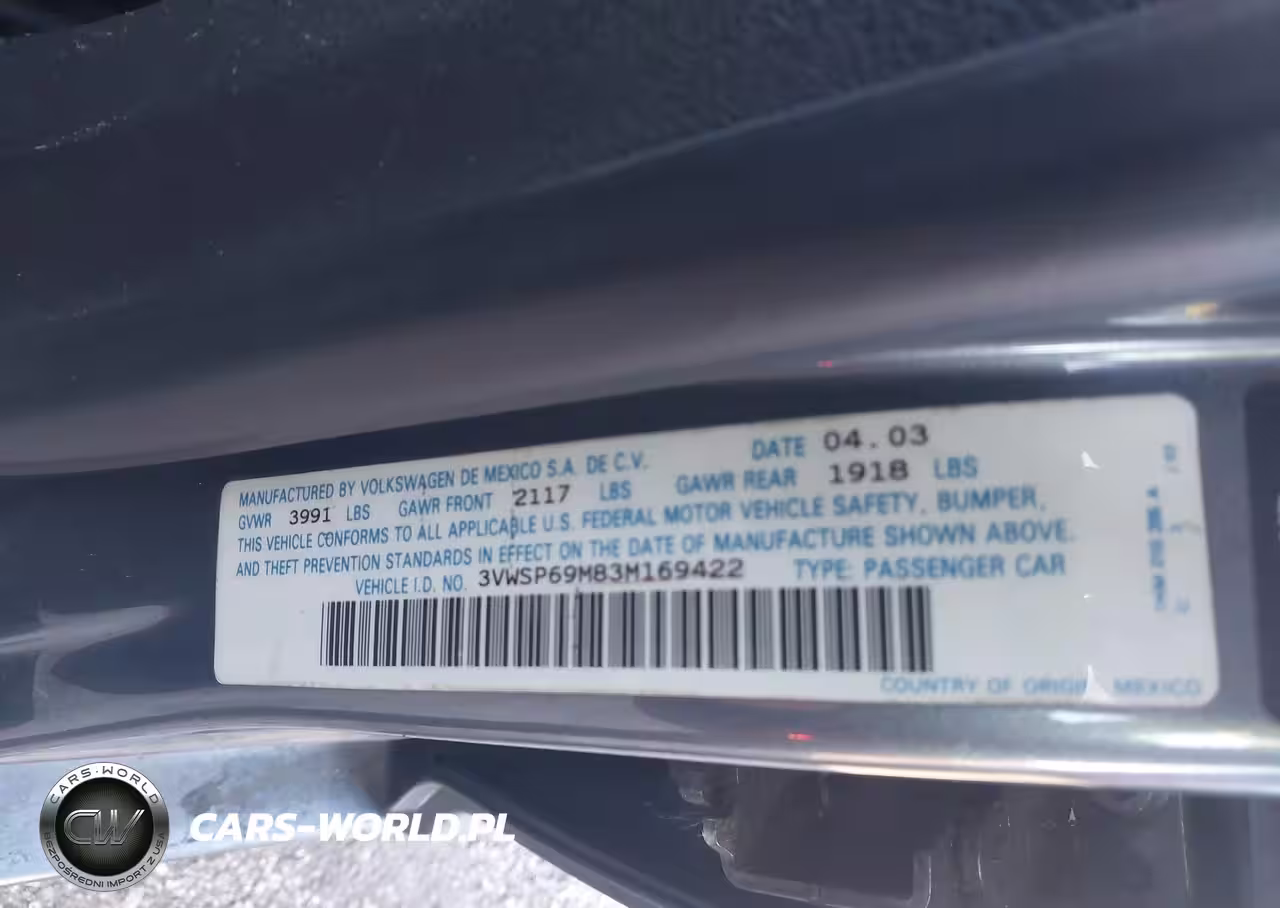 MANUFACTURED BY VOLKSWAGEN DE MEXICO S.A. DE C.V. DATE 04.03
GVWR 3991 LBS GAWR FRONT 2117 LBS GAWR REAR 1918 LBS
THIS VEHICLE CONFORMS TO ALL APPLICABLE U.S. FEDERAL MOTOR VEHICLE SAFETY, BUMPER,
AND THEFT PREVENTION STANDARDS IN EFFECT ON THE DATE OF MANUFACTURE SHOWN ABOVE.
VEHICLE I.D. NO. 3VWSP69M83M169422 TYPE: PASSENGER CAR
COUNTRY OF ORIGIN MEXICO
CARS-WORLD
CW
BEZPOŚREDNI IMPORT Z USA
CARS-WORLD.PL